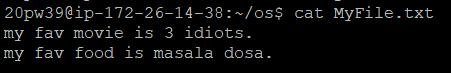 20pw39@ip-172-26-14-38:~/os$ cat MyFile.txt
my fav movie is 3 idiots.
my fav food is masala dosa.